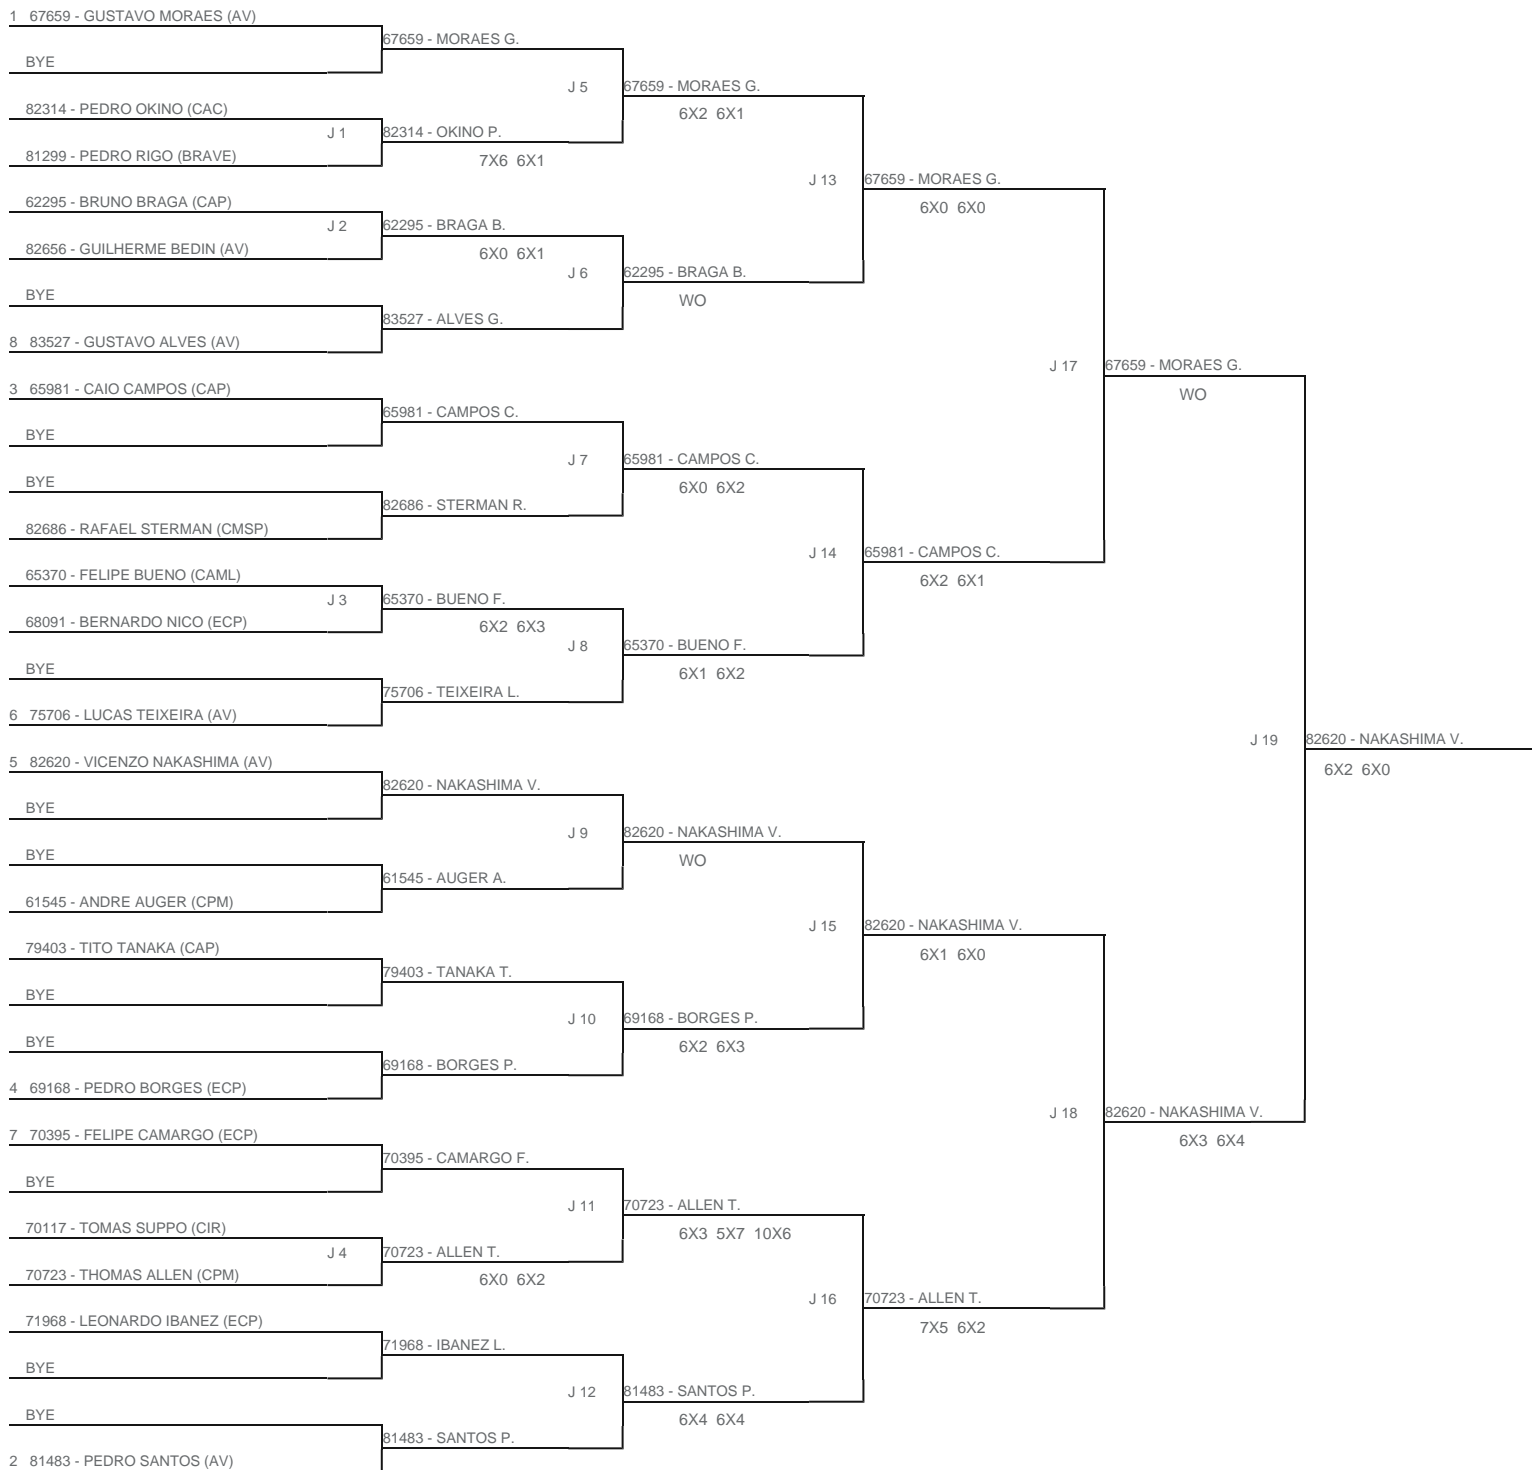 1 67659 - GUSTAVO MORAES (AV)
67659 - MORAES G.
BYE
J 5
67659 - MORAES G.
82314 - PEDRO OKINO (CAC)
6X2 6X1
J 1
82314 - OKINO P.
81299 - PEDRO RIGO (BRAVE)
7X6 6X1
J 13
67659 - MORAES G.
62295 - BRUNO BRAGA (CAP)
6X0 6X0
J 2
62295 - BRAGA B.
82656 - GUILHERME BEDIN (AV)
6X0 6X1
J 6
62295 - BRAGA B.
BYE
WO
83527 - ALVES G.
8 83527 - GUSTAVO ALVES (AV)
J 17
67659 - MORAES G.
3 65981 - CAIO CAMPOS (CAP)
WO
65981 - CAMPOS C.
BYE
J 7
65981 - CAMPOS C.
BYE
6X0 6X2
82686 - STERMAN R.
82686 - RAFAEL STERMAN (CMSP)
J 14
65981 - CAMPOS C.
65370 - FELIPE BUENO (CAML)
6X2 6X1
J 3
65370 - BUENO F.
68091 - BERNARDO NICO (ECP)
6X2 6X3
J 8
65370 - BUENO F.
BYE
6X1 6X2
75706 - TEIXEIRA L.
6 75706 - LUCAS TEIXEIRA (AV)
J 19
82620 - NAKASHIMA V.
5 82620 - VICENZO NAKASHIMA (AV)
6X2 6X0
82620 - NAKASHIMA V.
BYE
J 9
82620 - NAKASHIMA V.
BYE
WO
61545 - AUGER A.
61545 - ANDRE AUGER (CPM)
J 15
82620 - NAKASHIMA V.
79403 - TITO TANAKA (CAP)
6X1 6X0
79403 - TANAKA T.
BYE
J 10
69168 - BORGES P.
BYE
6X2 6X3
69168 - BORGES P.
4 69168 - PEDRO BORGES (ECP)
J 18
82620 - NAKASHIMA V.
7 70395 - FELIPE CAMARGO (ECP)
6X3 6X4
70395 - CAMARGO F.
BYE
J 11
70723 - ALLEN T.
70117 - TOMAS SUPPO (CIR)
6X3 5X7 10X6
J 4
70723 - ALLEN T.
70723 - THOMAS ALLEN (CPM)
6X0 6X2
J 16
70723 - ALLEN T.
71968 - LEONARDO IBANEZ (ECP)
7X5 6X2
71968 - IBANEZ L.
BYE
J 12
81483 - SANTOS P.
BYE
6X4 6X4
81483 - SANTOS P.
2 81483 - PEDRO SANTOS (AV)